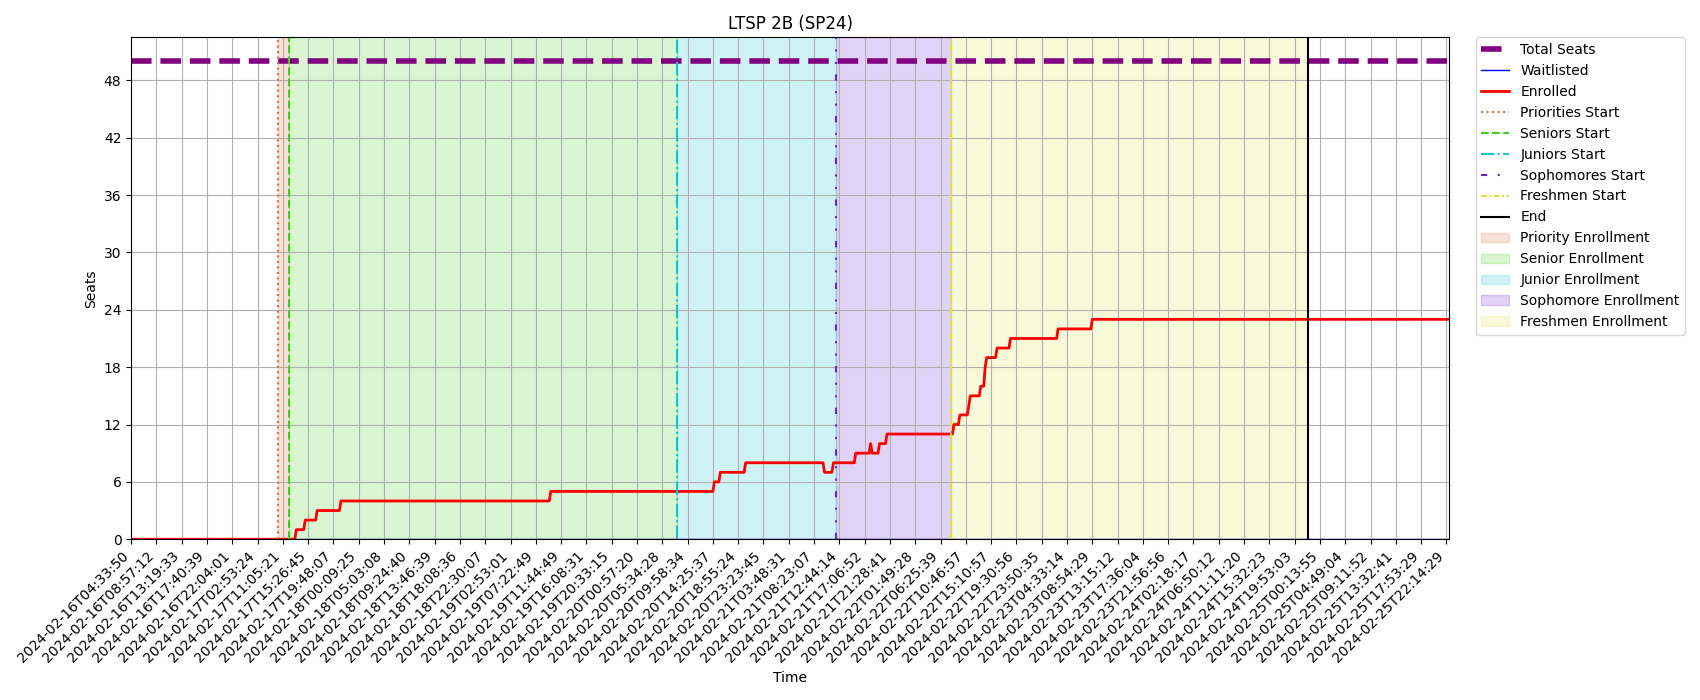 LTSP 2B (SP24)
Seats
48
42
36
30
24
18
12
6
0
2024-02-16T04:33:50
2024-02-16T08:57:12
2024-02-16T13:19:33
2024-02-16T17:40:39
2024-02-16T22:04:01
2024-02-17T02:53:24
2024-02-17T11:05:21
2024-02-17T15:26:45
2024-02-17T19:48:07
2024-02-18T00:09:25
2024-02-18T05:03:08
2024-02-18T09:24:40
2024-02-18T13:46:39
2024-02-18T18:08:36
2024-02-18T22:30:07
2024-02-19T02:53:01
2024-02-19T07:22:49
2024-02-19T11:44:49
2024-02-19T16:08:31
2024-02-19T20:33:15
2024-02-20T00:57:20
2024-02-20T05:34:28
2024-02-20T09:58:34
2024-02-20T14:25:37
2024-02-20T18:55:24
2024-02-20T23:23:45
2024-02-21T03:48:31
2024-02-21T08:23:07
2024-02-21T12:44:14
2024-02-21T17:06:52
2024-02-21T21:28:41
2024-02-22T01:49:28
2024-02-22T06:25:39
2024-02-22T10:46:57
2024-02-22T15:10:57
2024-02-22T19:30:56
2024-02-22T23:50:35
2024-02-23T04:33:14
2024-02-23T08:54:29
2024-02-23T13:15:12
2024-02-23T17:36:04
2024-02-23T21:56:56
2024-02-24T02:18:17
2024-02-24T06:50:12
2024-02-24T11:11:20
2024-02-24T15:32:23
2024-02-24T19:53:03
2024-02-25T00:13:55
2024-02-25T04:49:04
2024-02-25T09:11:52
2024-02-25T13:32:41
2024-02-25T17:53:29
2024-02-25T22:14:29
Time
Total Seats
Waitlisted
Enrolled
Priorities Start
Seniors Start
Juniors Start
Sophomores Start
Freshmen Start
End
Priority Enrollment
Senior Enrollment
Junior Enrollment
Sophomore Enrollment
Freshmen Enrollment